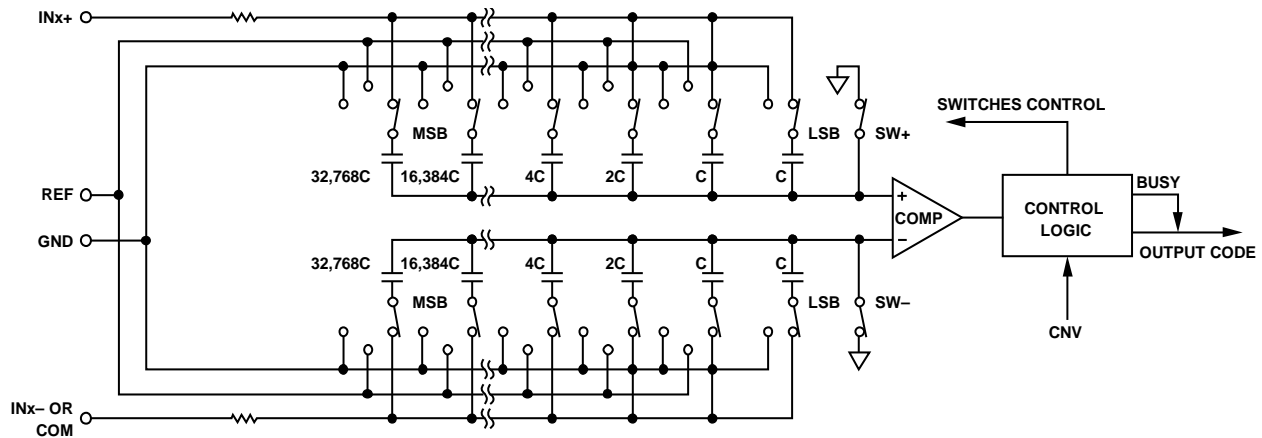 INx+
MSB
LSB
SW+
SWITCHES CONTROL
32,768C
16,384C
4C
2C
C
C
REF
BUSY
+
COMP
–
CONTROL
LOGIC
GND
OUTPUT CODE
32,768C
16,384C
4C
2C
C
C
MSB
LSB
SW–
CNV
INx– OR
COM